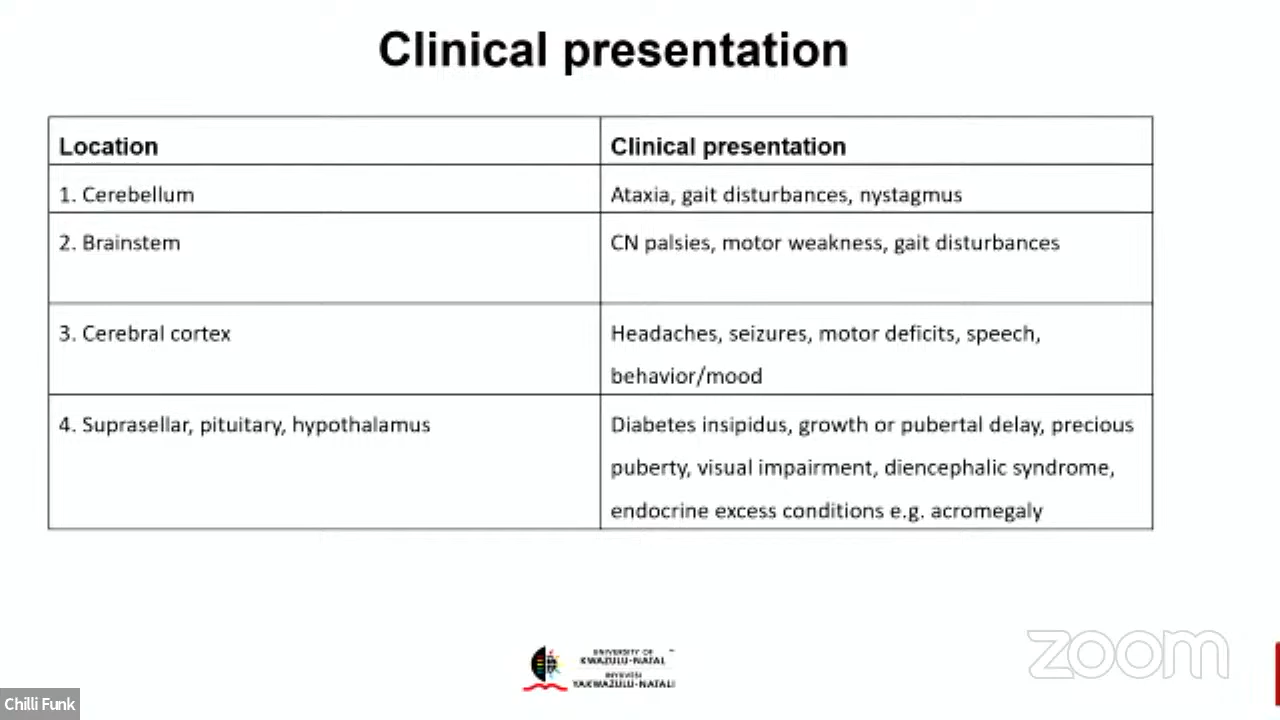 Clinical presentation
Location
Clinical presentation
1. Cerebellum
Ataxia, gait disturbances, nystagmus
2. Brainstem
CN palsies, motor weakness, gait disturbances
3. Cerebral cortex
Headaches, seizures, motor deficits, speech,
behavior/mood
4. Suprasellar, pituitary, hypothalamus
Diabetes insipidus, growth or pubertal delay, precious
puberty, visual impairment, diencephalic syndrome,
endocrine excess conditions e.g. acromegaly
UNIVERSITY OF
KWAZULU-NATAL
INYUVESI
YAKWAZULU-NATALI
zoom
Chilli Funk